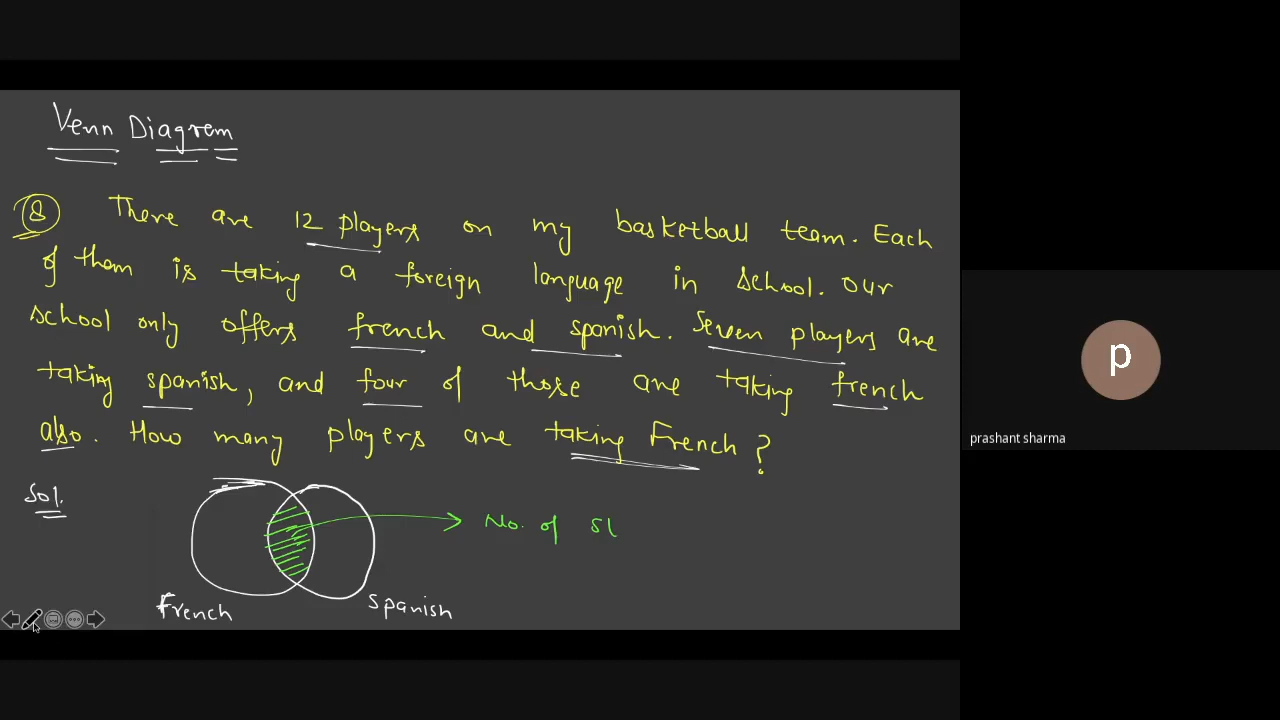 Venn Diagram
Q There are 12 players on my basketball team. Each
of them is taking a foreign language in school. Our
school only offers french and spanish. Seven players are
taking spanish, and four of those are taking french
also. How many players are taking French?
Sol.
No. of
French
Spanish
p
prashant sharma